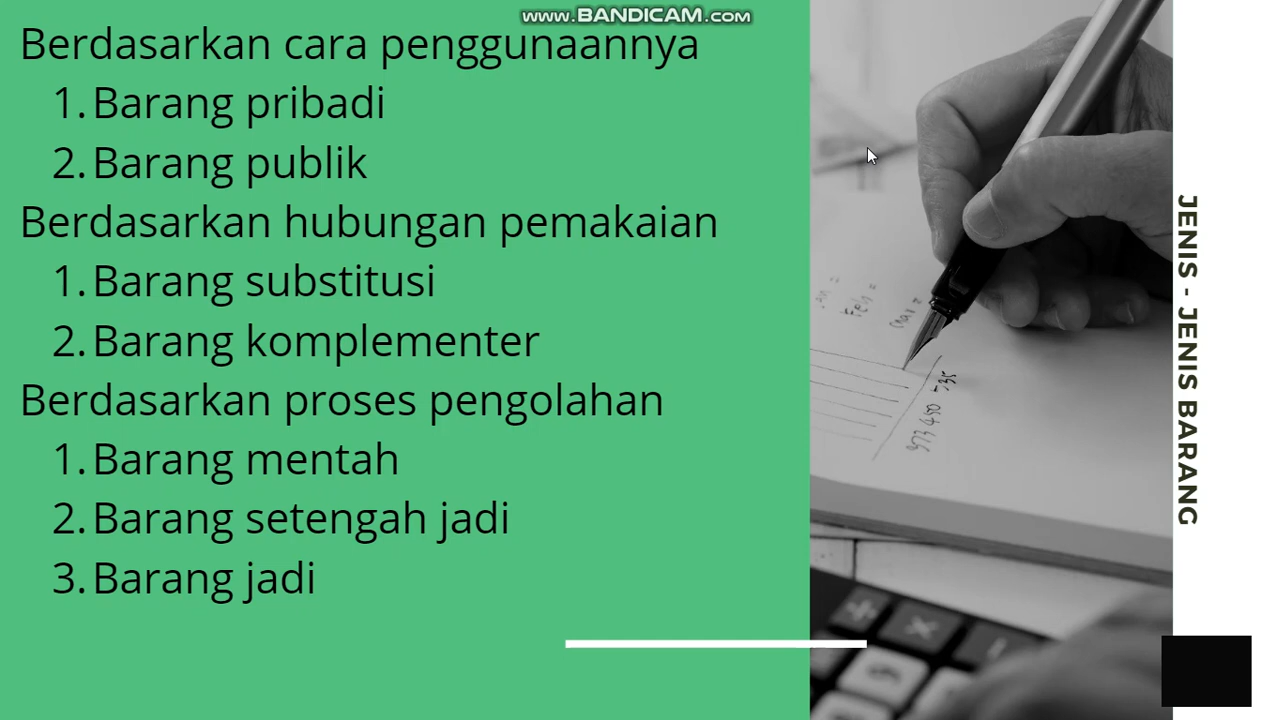 www.BANDICAM.com
Berdasarkan cara penggunaannya
1. Barang pribadi
2. Barang publik
Berdasarkan hubungan pemakaian
1. Barang substitusi
2. Barang komplementer
Berdasarkan proses pengolahan
1. Barang mentah
2. Barang setengah jadi
3. Barang jadi
JENIS - JENIS BARANG